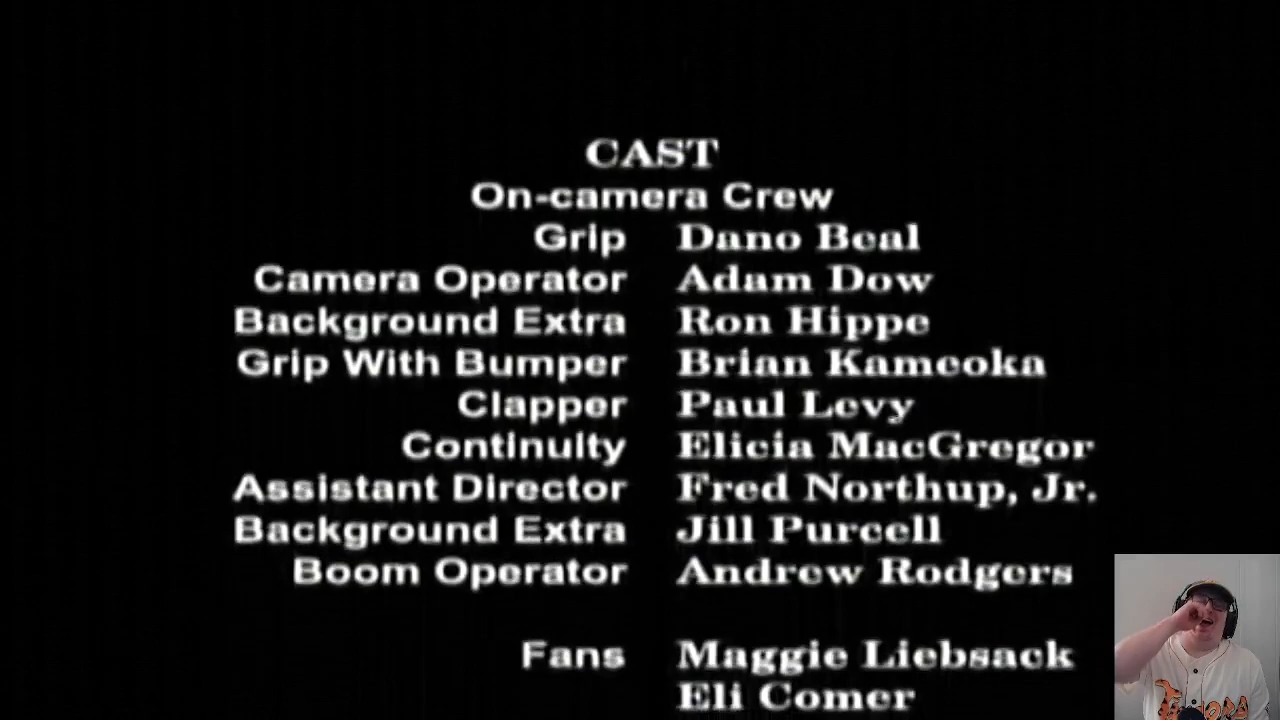 CAST
On-camera Crew
Grip Dano Beal
Camera Operator Adam Dow
Background Extra Ron Hippe
Grip With Bumper Brian Kameoka
Clapper Paul Levy
Continuity Elicia MacGregor
Assistant Director Fred Northup, Jr.
Background Extra Jill Purcell
Boom Operator Andrew Rodgers
Fans Maggie Liebsack
Eli Comer